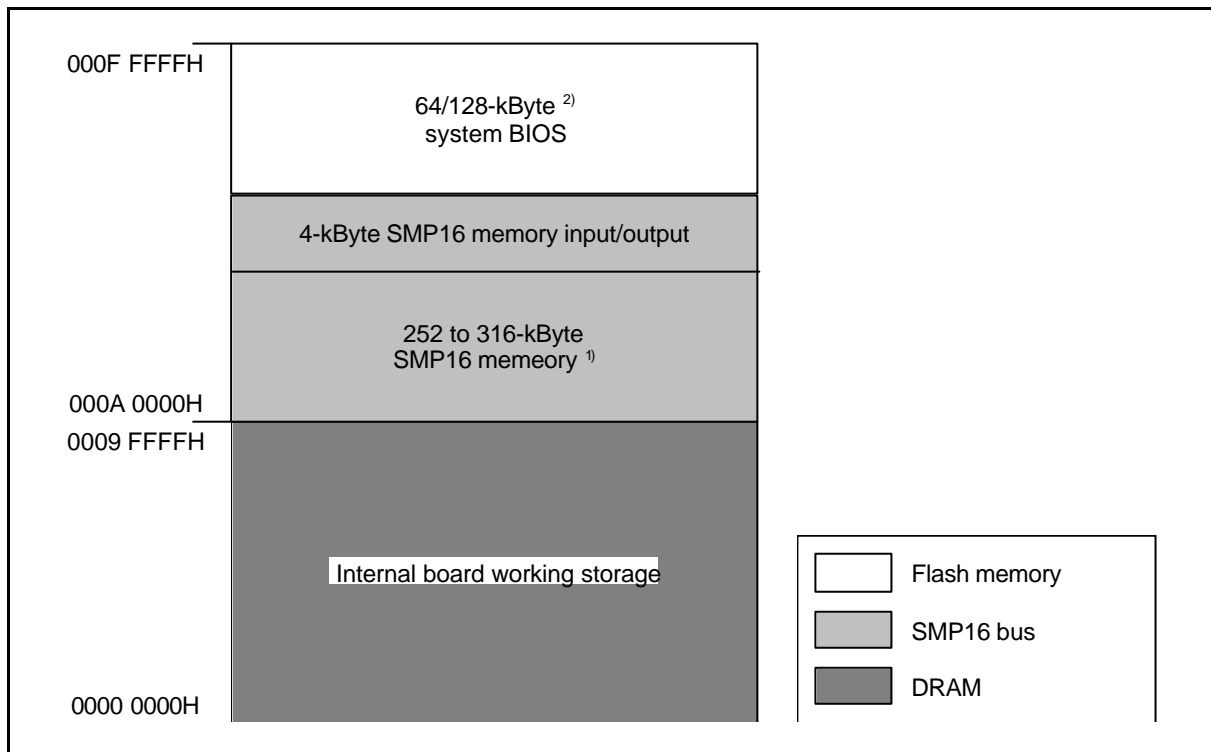 000F FFFFH
64/128-kByte 2)
system BIOS
4-kByte SMP16 memory input/output
252 to 316-kByte
SMP16 memeory 1)
000A 0000H
0009 FFFFH
Internal board working storage
0000 0000H
Flash memory
SMP16 bus
DRAM